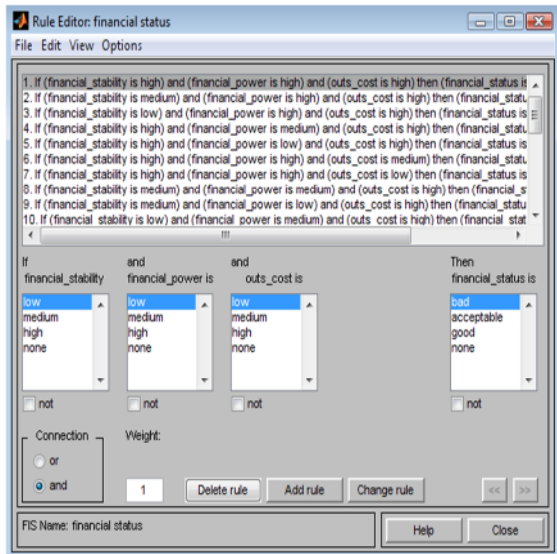 Rule Editor: financial status
File Edit View Options
1. If (financial_stability is high) and (financial_power is high) and (outs_cost is high) then (financial_status is
2. If (financial_stability is medium) and (financial_power is high) and (outs_cost is high) then (financial_statu
3. If (financial_stability is low) and (financial_power is high) and (outs_cost is high) then (financial_status is
4. If (financial_stability is high) and (financial_power is medium) and (outs_cost is high) then (financial_statu
5. If (financial_stability is high) and (financial_power is low) and (outs_cost is high) then (financial_status is
6. If (financial_stability is high) and (financial_power is high) and (outs_cost is medium) then (financial_statu
7. If (financial_stability is high) and (financial_power is high) and (outs_cost is low) then (financial_status is
8. If (financial_stability is medium) and (financial_power is medium) and (outs_cost is high) then (financial_s
9. If (financial_stability is medium) and (financial_power is low) and (outs_cost is high) then (financial_statu
10. If (financial_stability is low) and (financial_power is medium) and (outs_cost is high) then (financial_stat
If and and Then
financial_stability financial_power is outs_cost is financial_status is
low low low bad
medium medium medium acceptable
high high high good
none none none none
not not not not
Connection Weight:
or
and 1 Delete rule Add rule Change rule << >>
FIS Name: financial status Help Close